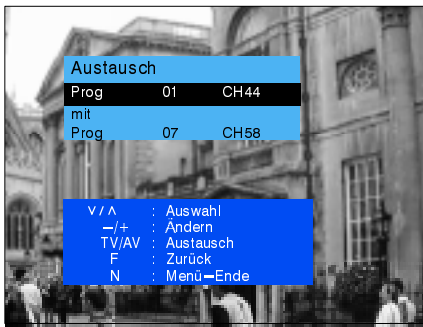 Austausch
Prog 01 CH44
mit
Prog 07 CH58
∨/∧ : Auswahl
–/+ : Ändern
TV/AV : Austausch
F : Zurück
N : Menü–Ende